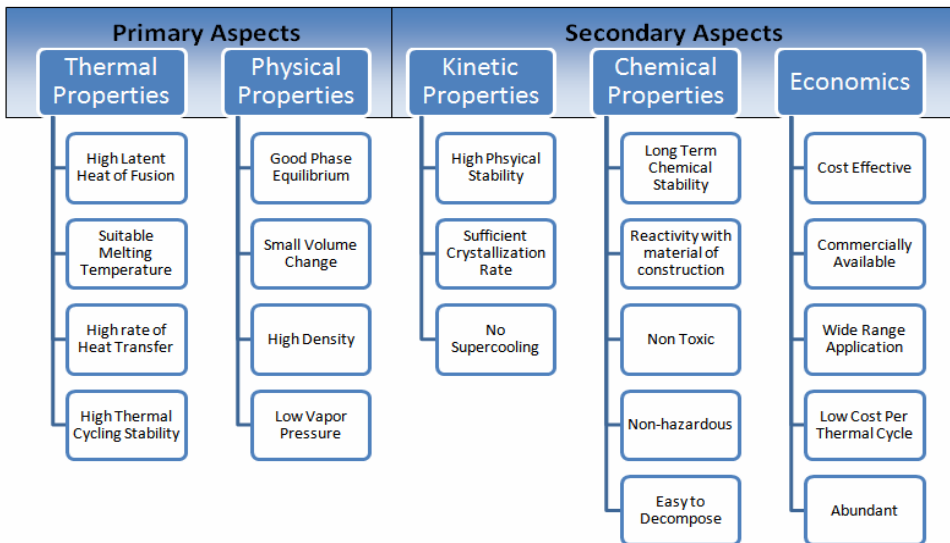 Primary Aspects
Secondary Aspects
Thermal
Properties
Physical
Properties
Kinetic
Properties
Chemical
Properties
Economics
High Latent
Heat of Fusion
Suitable
Melting
Temperature
High rate of
Heat Transfer
High Thermal
Cycling Stability
Good Phase
Equilibrium
Small Volume
Change
High Density
Low Vapor
Pressure
High Phsyical
Stability
Sufficient
Crystallization
Rate
No
Supercooling
Long Term
Chemical
Stability
Reactivity with
material of
construction
Non Toxic
Non-hazardous
Easy to
Decompose
Cost Effective
Commercially
Available
Wide Range
Application
Low Cost Per
Thermal Cycle
Abundant